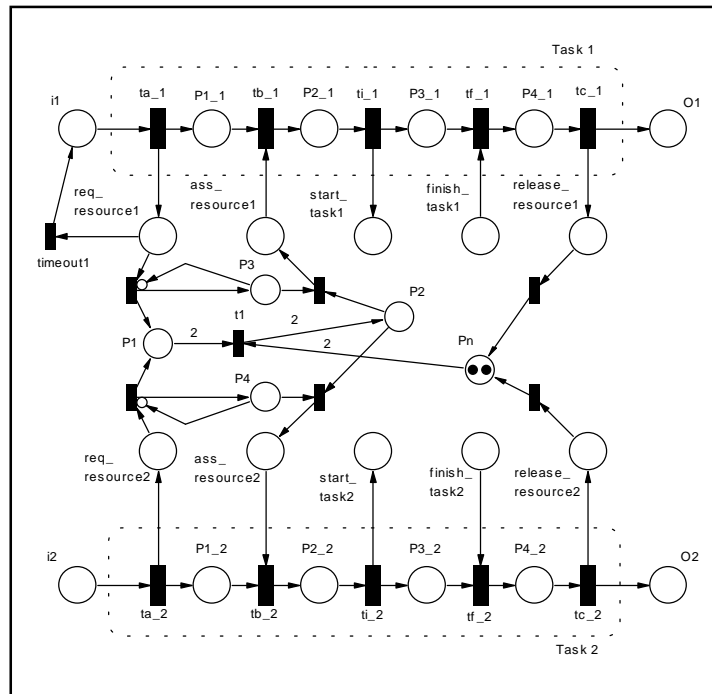 Task 1
i1
ta_1
P1_1
tb_1
P2_1
ti_1
P3_1
tf_1
P4_1
tc_1
O1
req_
resource1
ass_
resource1
start_
task1
finish_
task1
release_
resource1
timeout1
P3
P2
P1
2
t1
2
2
Pn
P4
req_
resource2
ass_
resource2
start_
task2
finish_
task2
release_
resource2
i2
P1_2
P2_2
P3_2
P4_2
O2
ta_2
tb_2
ti_2
tf_2
tc_2
Task 2